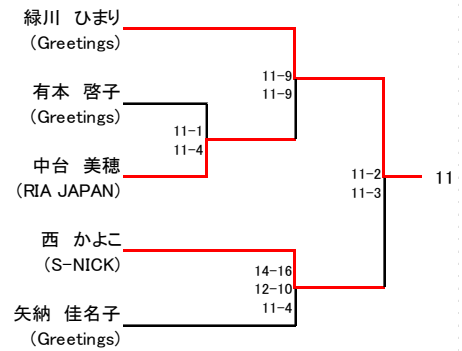 緑川 ひまり
(Greetings)
11-9
11-9
有本 啓子
(Greetings)
11-1
11-4
中台 美穂
(RIA JAPAN)
11-2
11-3
11
西 かよこ
(S-NICK)
14-16
12-10
11-4
矢納 佳名子
(Greetings)